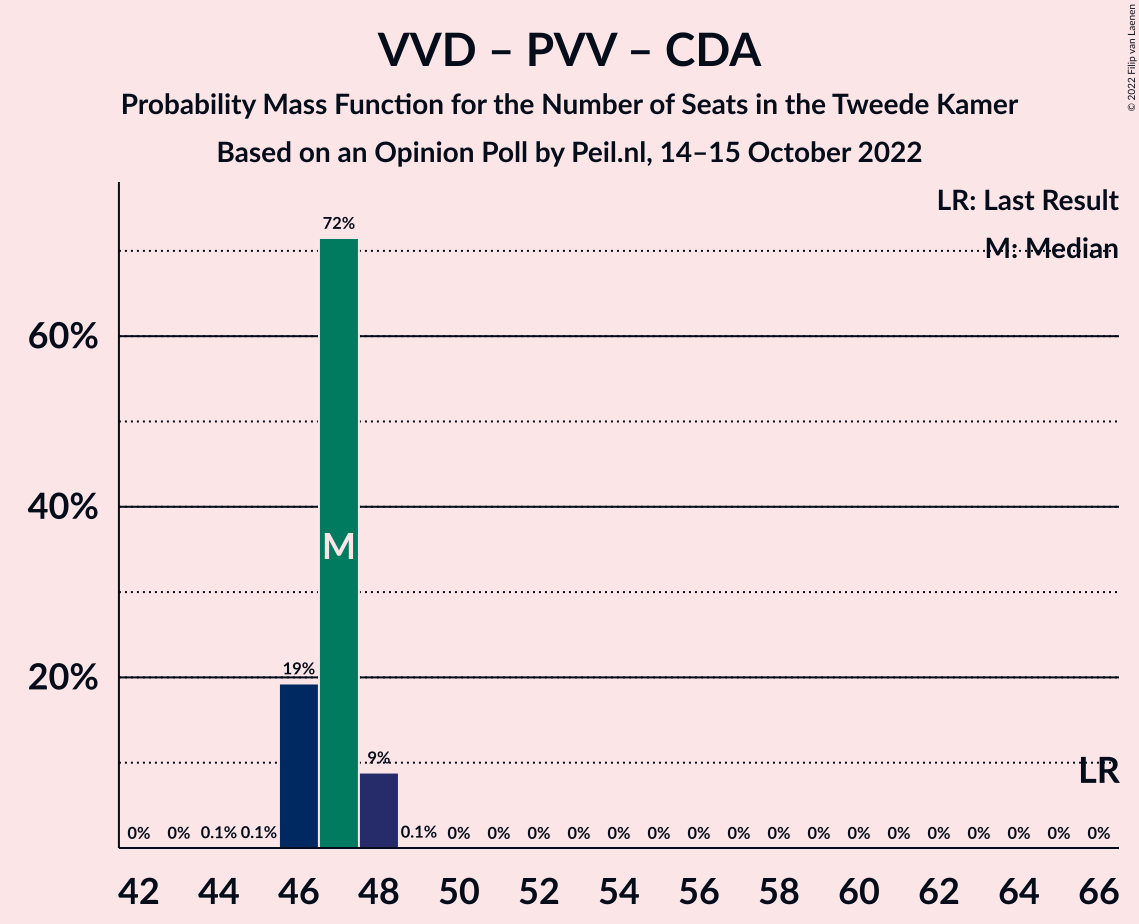 VVD – PVV – CDA
Probability Mass Function for the Number of Seats in the Tweede Kamer
Based on an Opinion Poll by Peil.nl, 14–15 October 2022
© 2022 Filip van Laenen
LR: Last Result
M: Median
72%
60%
40%
M
20%
19%
9%
LR
0% 0% 0.1% 0.1% 0.1% 0% 0% 0% 0% 0% 0% 0% 0% 0% 0% 0% 0% 0% 0% 0% 0% 0%
42 44 46 48 50 52 54 56 58 60 62 64 66